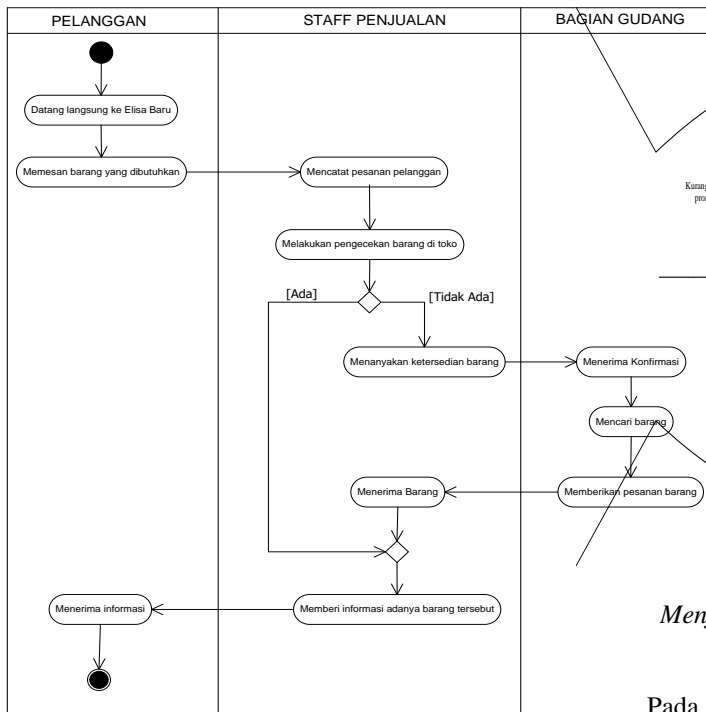 PELANGGAN
STAFF PENJUALAN
BAGIAN GUDANG
Datang langsung ke Elisa Baru
Memesan barang yang dibutuhkan
Mencatat pesanan pelanggan
Melakukan pengecekan barang di toko
[Ada]
[Tidak Ada]
Menanyakan ketersedian barang
Menerima Konfirmasi
Mencari barang
Memberikan pesanan barang
Menerima Barang
Memberi informasi adanya barang tersebut
Menerima informasi
Kurang
Pada